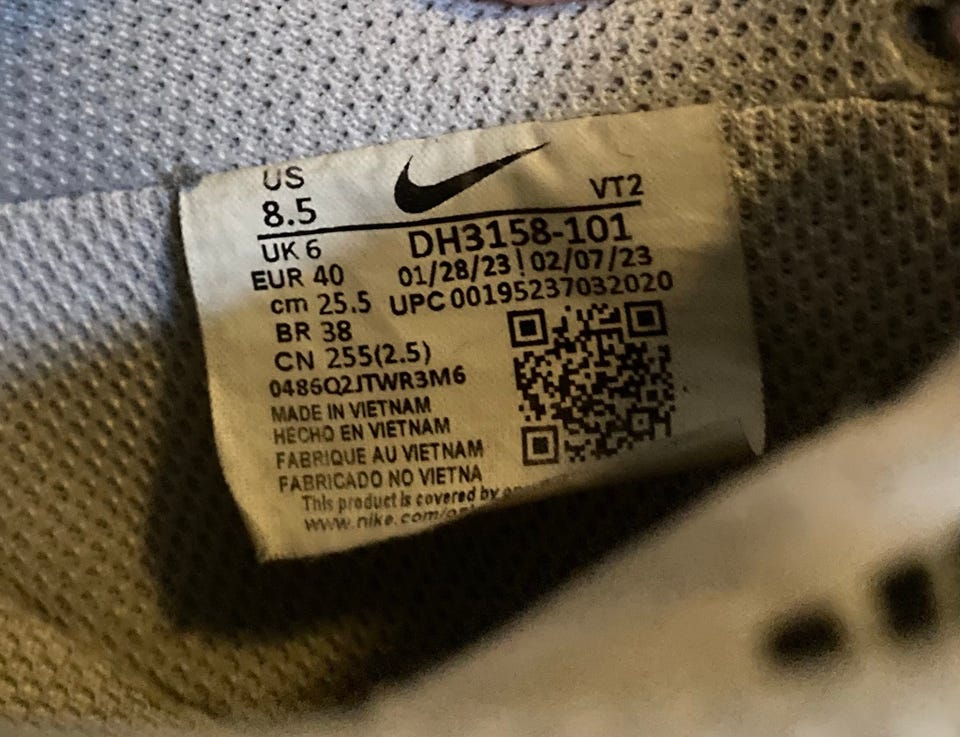 US
8.5
VT2
UK 6
DH3158-101
EUR 40
01/28/23 | 02/07/23
cm 25.5
UPC 00195237032020
BR 38
CN 255(2.5)
0486Q2JTWR3M6
MADE IN VIETNAM
HECHO EN VIETNAM
FABRIQUE AU VIETNAM
FABRICADO NO VIETNA
This product is covered by
www.nike.com/